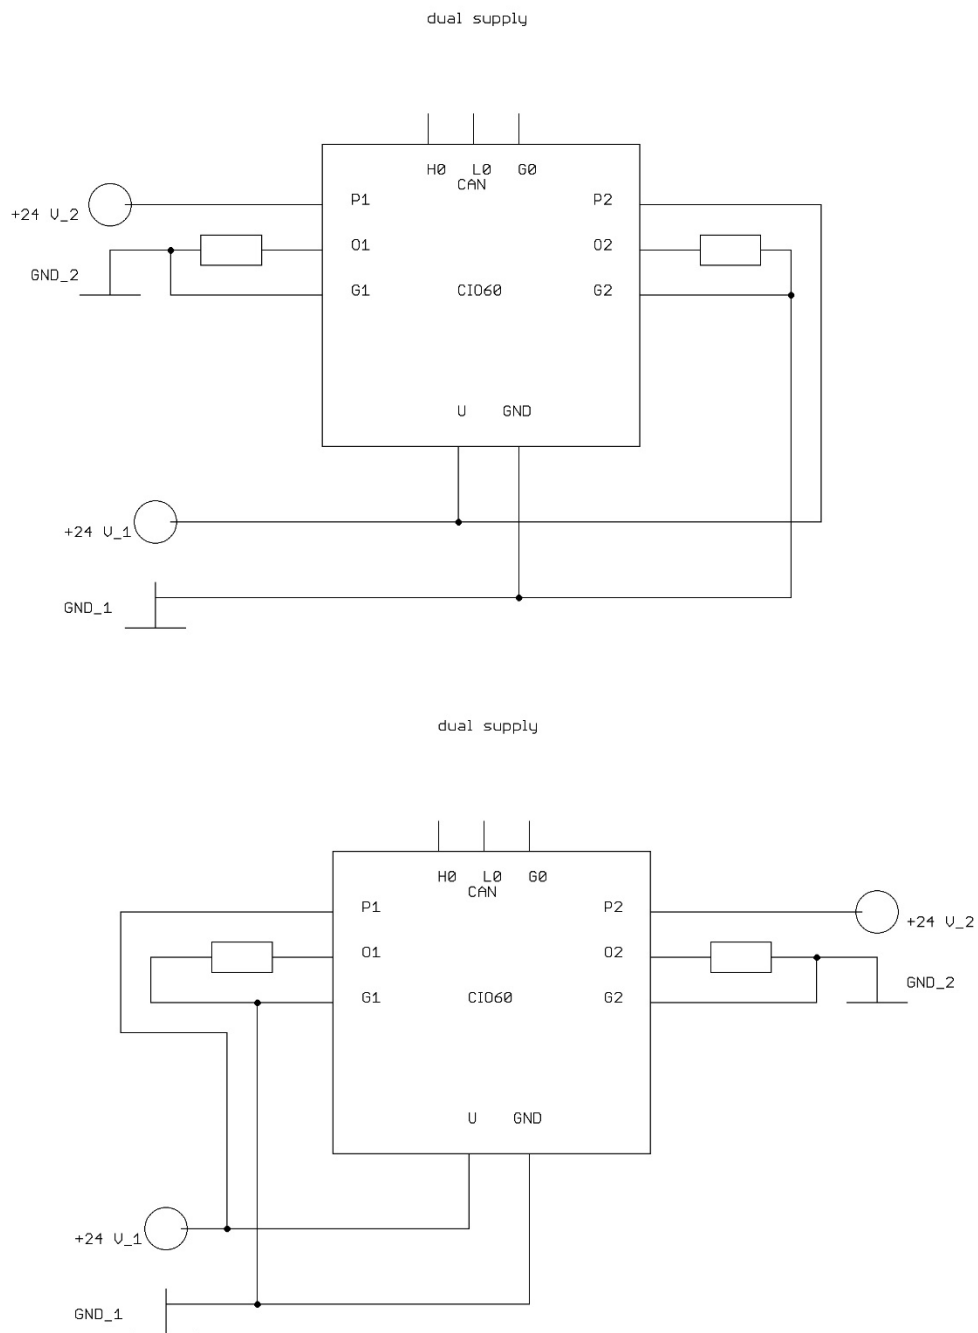 dual supply
H0 L0 G0
CAN
P1 P2
+24 V_2
O1 O2
GND_2
G1 CIO60 G2
U GND
+24 V_1
GND_1
dual supply
H0 L0 G0
CAN
P1 P2
+24 V_2
O1 O2
GND_2
G1 CIO60 G2
U GND
+24 V_1
GND_1